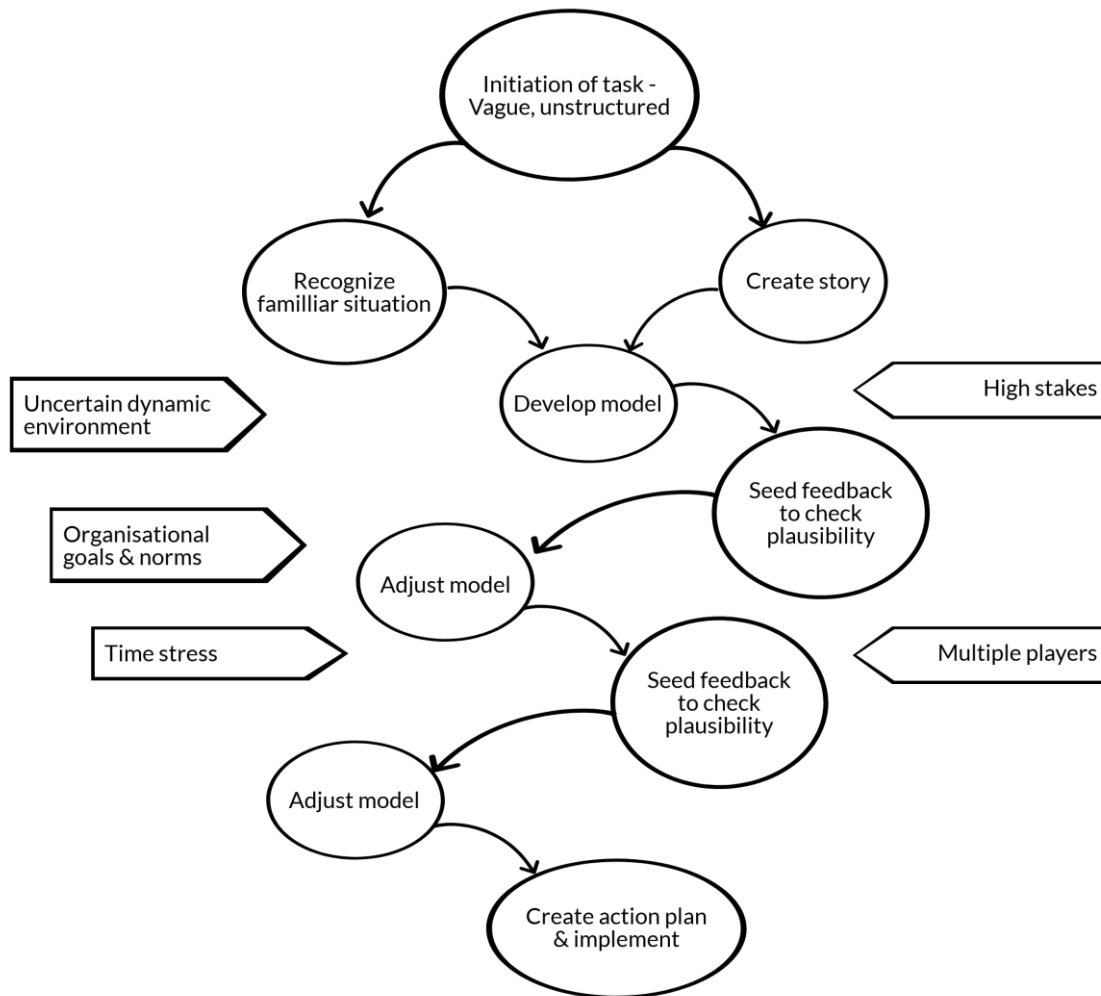 Initiation of task -
Vague, unstructured
Recognize
familliar situation
Create story
Develop model
Uncertain dynamic
environment
High stakes
Seed feedback
to check
plausibility
Organisational
goals & norms
Adjust model
Time stress
Multiple players
Seed feedback
to check
plausibility
Adjust model
Create action plan
& implement